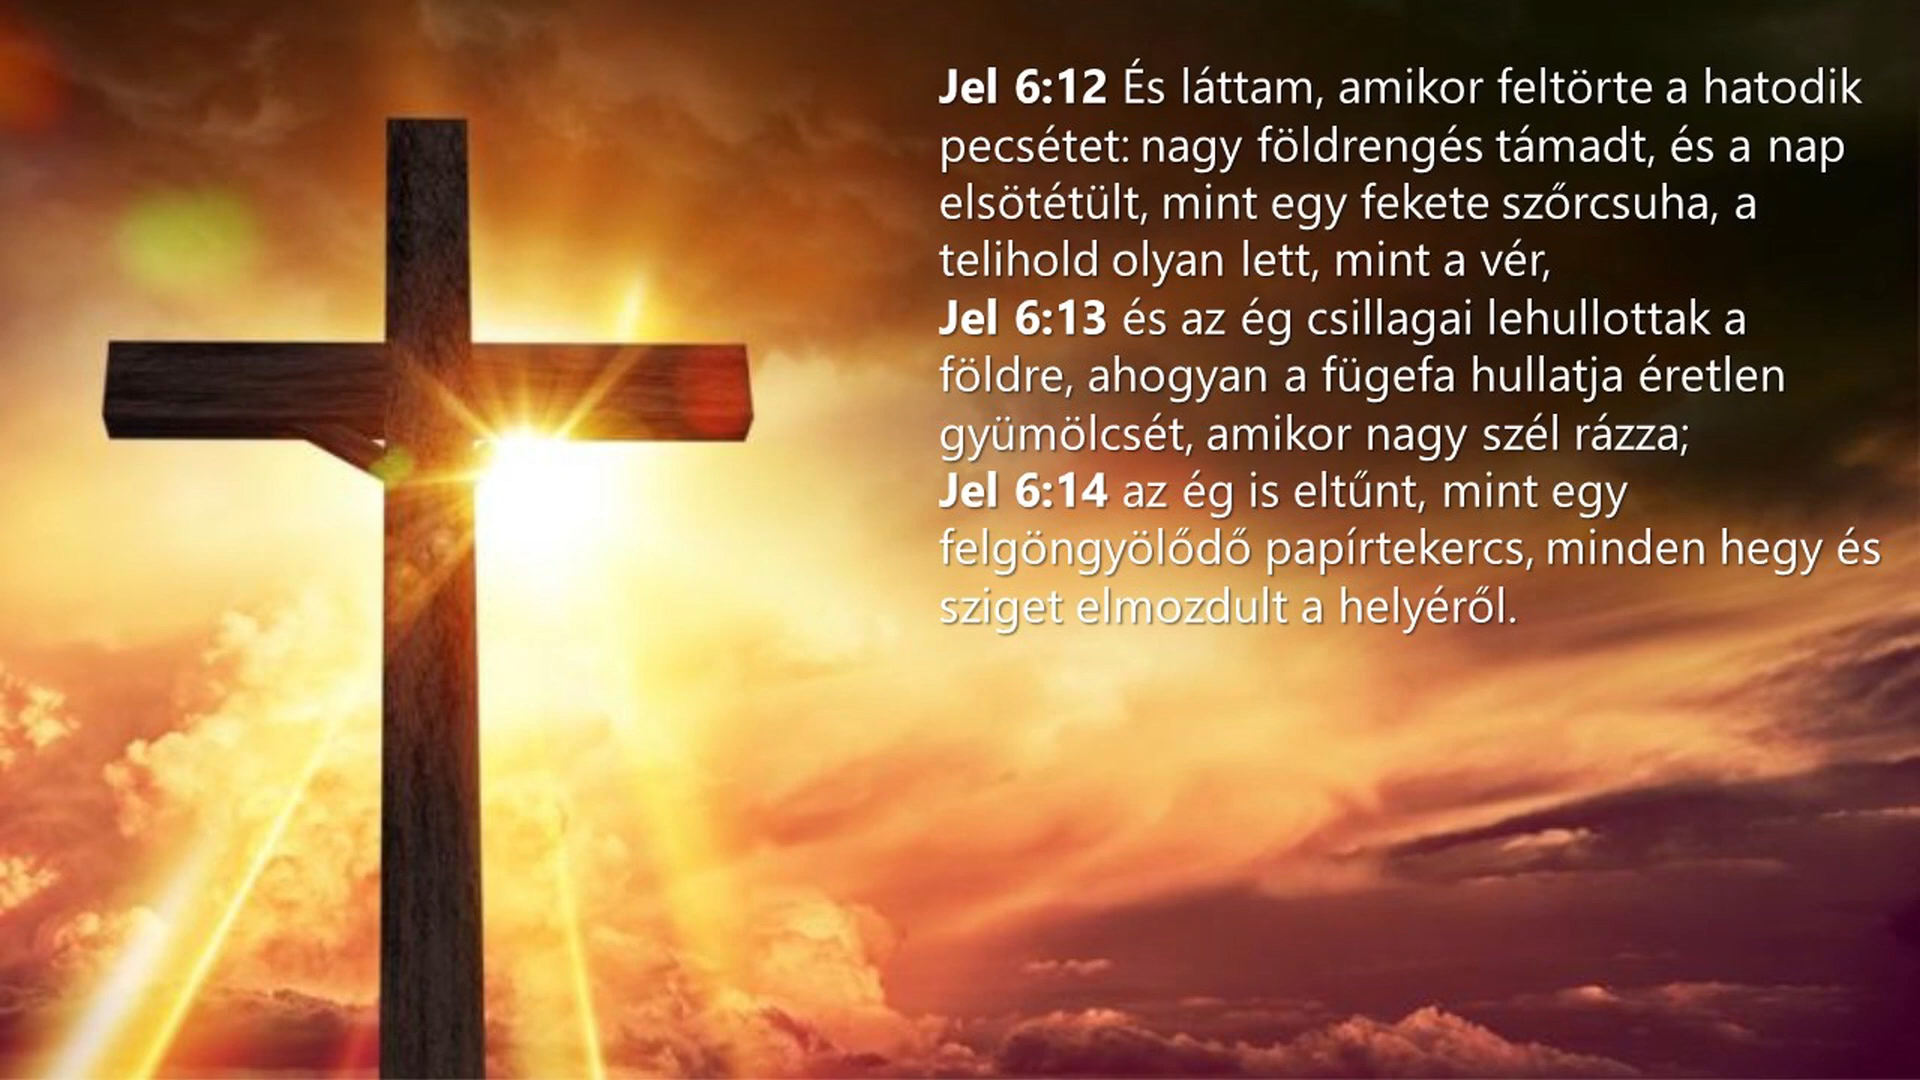 Jel 6:12 És láttam, amikor feltörte a hatodik
pecsétet: nagy földrengés támadt, és a nap
elsötétült, mint egy fekete szőrcsuha, a
telihold olyan lett, mint a vér,
Jel 6:13 és az ég csillagai lehullottak a
földre, ahogyan a fügefa hullatja éretlen
gyümölcsét, amikor nagy szél rázza;
Jel 6:14 az ég is eltűnt, mint egy
felgöngyölődő papírtekercs, minden hegy és
sziget elmozdult a helyéről.